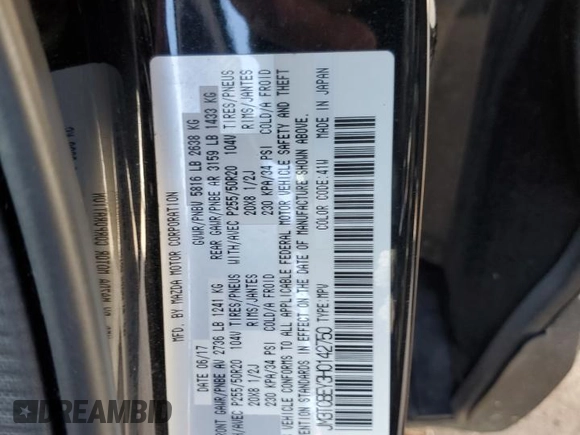 MFD. BY MAZDA MOTOR CORPORATION
DATE 06/17 GVWR/PNBV 5816 LB 2638 KG
FRONT GAWR/PNBE AV 2736 LB 1241 KG REAR GAWR/PNBE AR 3159 LB 1433 KG
WITH/AVEC P255/50R20 104V TIRES/PNEUS WITH/AVEC P255/50R20 104V TIRES/PNEUS
20X8 1/2J RIMS/JANTES 20X8 1/2J RIMS/JANTES
230 KPA/34 PSI COLD/A FROID 230 KPA/34 PSI COLD/A FROID
VEHICLE CONFORMS TO ALL APPLICABLE FEDERAL MOTOR VEHICLE SAFETY AND THEFT
STANDARDS IN EFFECT ON THE DATE OF MANUFACTURE SHOWN ABOVE.
JM3TCBEY3H0142750 TYPE:MPV COLOR CODE:41W MADE IN JAPAN
MAZDA MOTOR
DID.BIDFAX.INFO